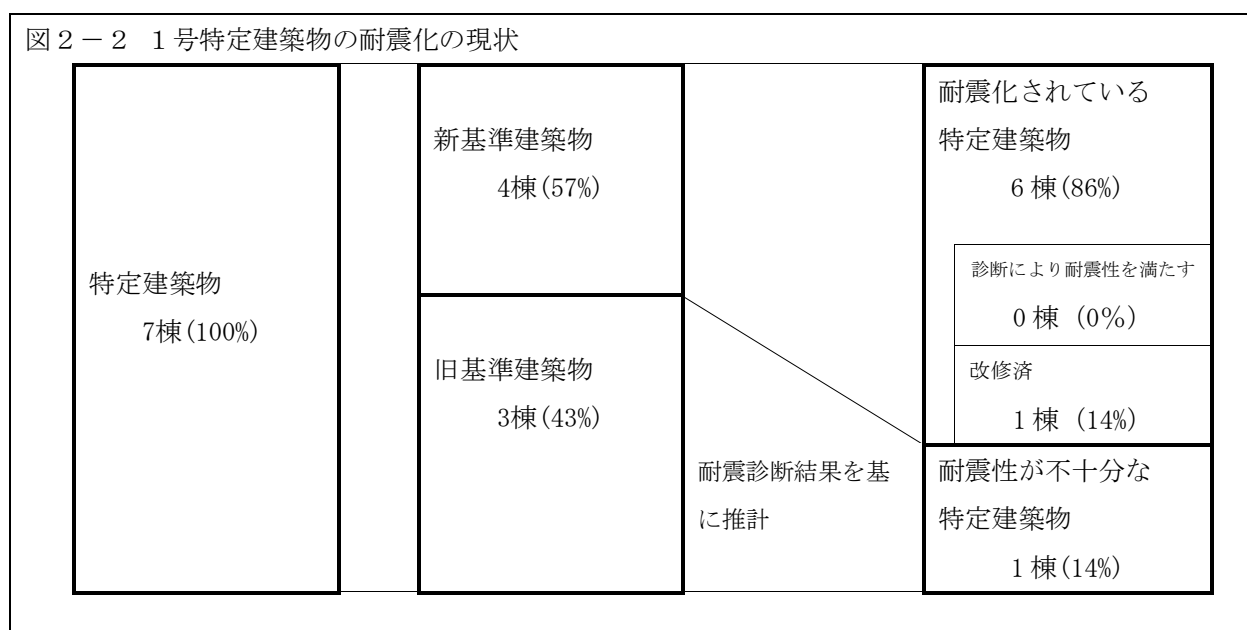 図２－２ １号特定建築物の耐震化の現状
特定建築物
7棟(100%)
新基準建築物
4棟(57%)
旧基準建築物
3棟(43%)
耐震診断結果を基
に推計
耐震化されている
特定建築物
6棟(86%)
診断により耐震性を満たす
0棟 (0％)
改修済
1棟 (14%)
耐震性が不十分な
特定建築物
1棟(14%)